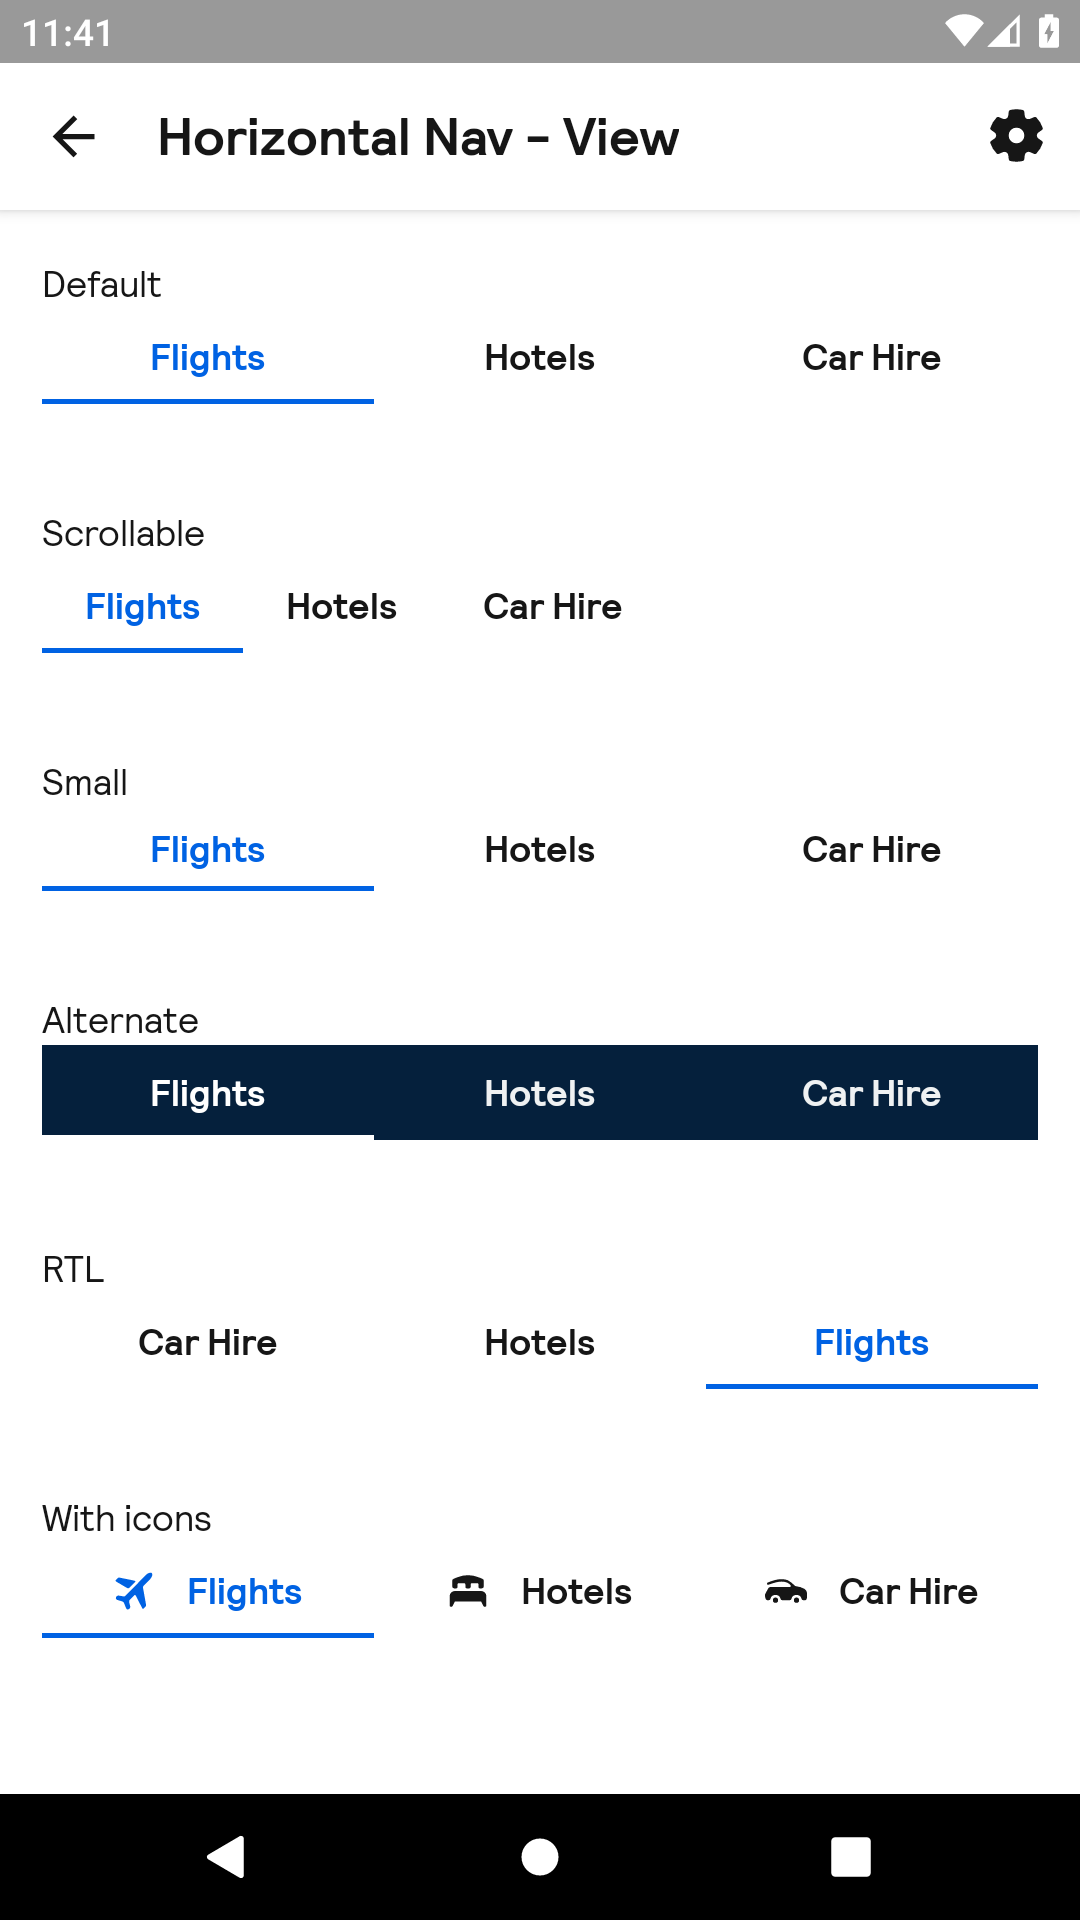 11:41
Horizontal Nav - View
Default
Flights Hotels Car Hire
Scrollable
Flights Hotels Car Hire
Small
Flights Hotels Car Hire
Alternate
Flights Hotels Car Hire
RTL
Car Hire Hotels Flights
With icons
Flights Hotels Car Hire